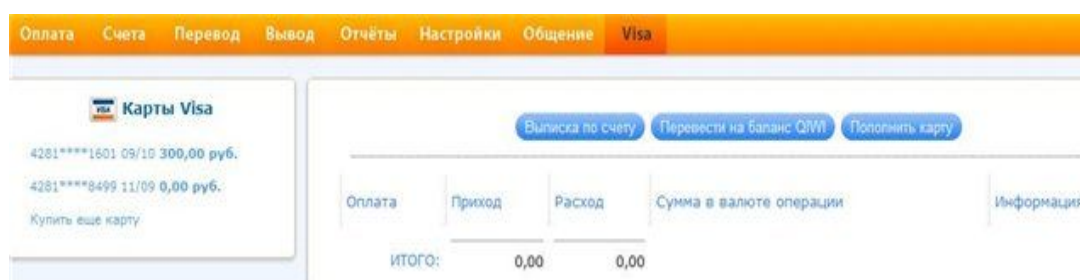 Оплата Счета Перевод Вывод Отчёты Настройки Общение Visa
VISA Карты Visa
4281****1601 09/10 300,00 руб.
4281****8499 11/09 0,00 руб.
Купить еще карту
Выписка по счету Перевести на баланс QIWI Пополнить карту
Оплата Приход Расход Сумма в валюте операции Информация
ИТОГО: 0,00 0,00